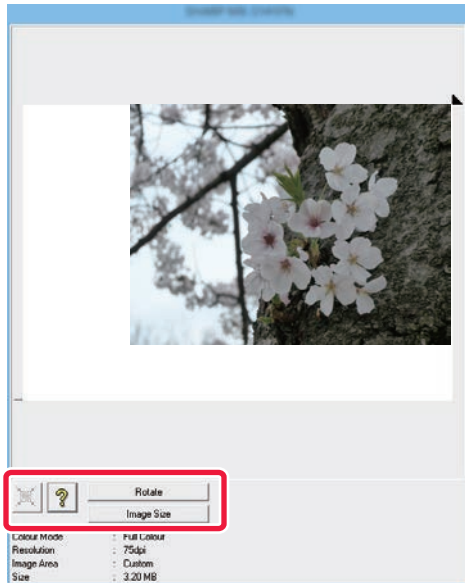 ?
Rotate
Image Size
Colour Mode : Full Colour
Resolution : 75dpi
Image Area : Custom
Size : 3.20 MB